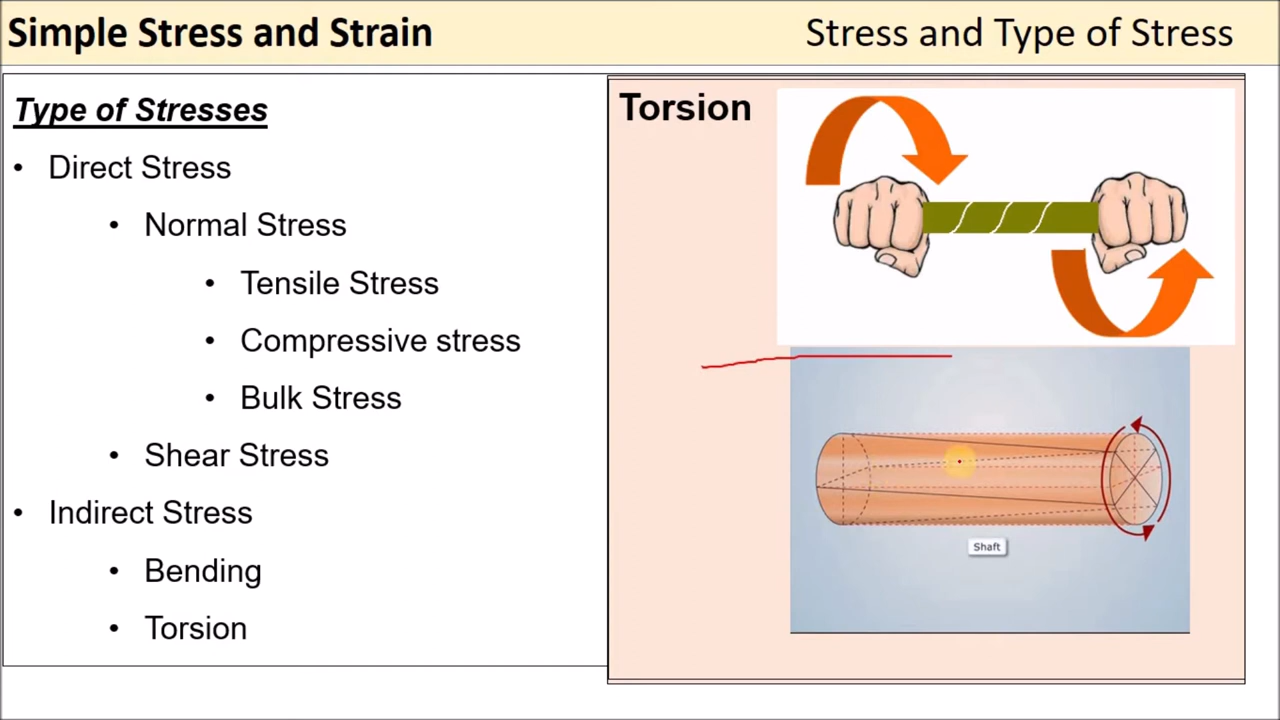 Simple Stress and Strain
Stress and Type of Stress
Type of Stresses
• Direct Stress
• Normal Stress
• Tensile Stress
• Compressive stress
• Bulk Stress
• Shear Stress
• Indirect Stress
• Bending
• Torsion
Torsion
Shaft